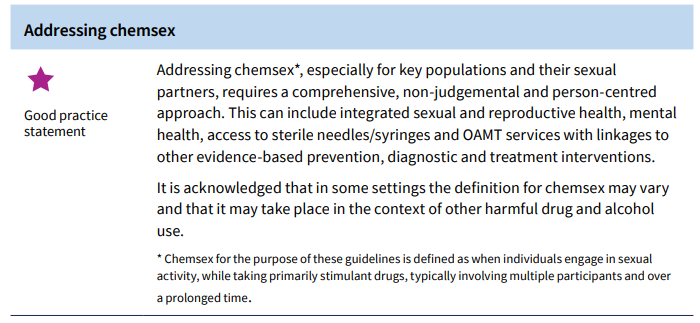 Addressing chemsex
Good practice
statement
Addressing chemsex*, especially for key populations and their sexual
partners, requires a comprehensive, non-judgemental and person-centred
approach. This can include integrated sexual and reproductive health, mental
health, access to sterile needles/syringes and OAMT services with linkages to
other evidence-based prevention, diagnostic and treatment interventions.
It is acknowledged that in some settings the definition for chemsex may vary
and that it may take place in the context of other harmful drug and alcohol
use.
* Chemsex for the purpose of these guidelines is defined as when individuals engage in sexual
activity, while taking primarily stimulant drugs, typically involving multiple participants and over
a prolonged time.